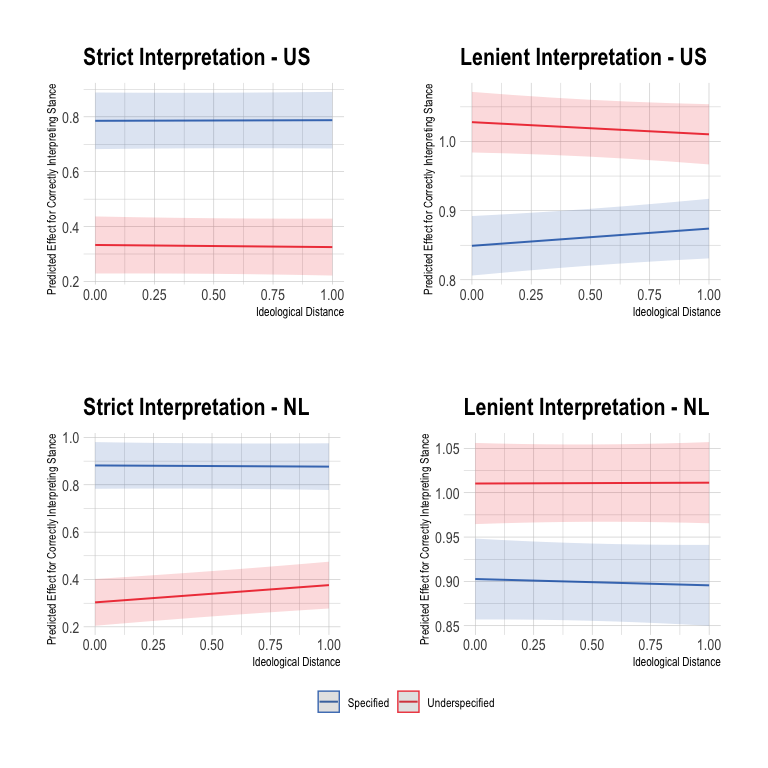 Strict Interpretation - US
Predicted Effect for Correctly Interpreting Stance
0.8
0.6
0.4
0.2
0.00 0.25 0.50 0.75 1.00
Ideological Distance
Lenient Interpretation - US
Predicted Effect for Correctly Interpreting Stance
1.0
0.9
0.8
0.00 0.25 0.50 0.75 1.00
Ideological Distance
Strict Interpretation - NL
Predicted Effect for Correctly Interpreting Stance
1.0
0.8
0.6
0.4
0.2
0.00 0.25 0.50 0.75 1.00
Ideological Distance
Lenient Interpretation - NL
Predicted Effect for Correctly Interpreting Stance
1.05
1.00
0.95
0.90
0.85
0.00 0.25 0.50 0.75 1.00
Ideological Distance
Specified Underspecified